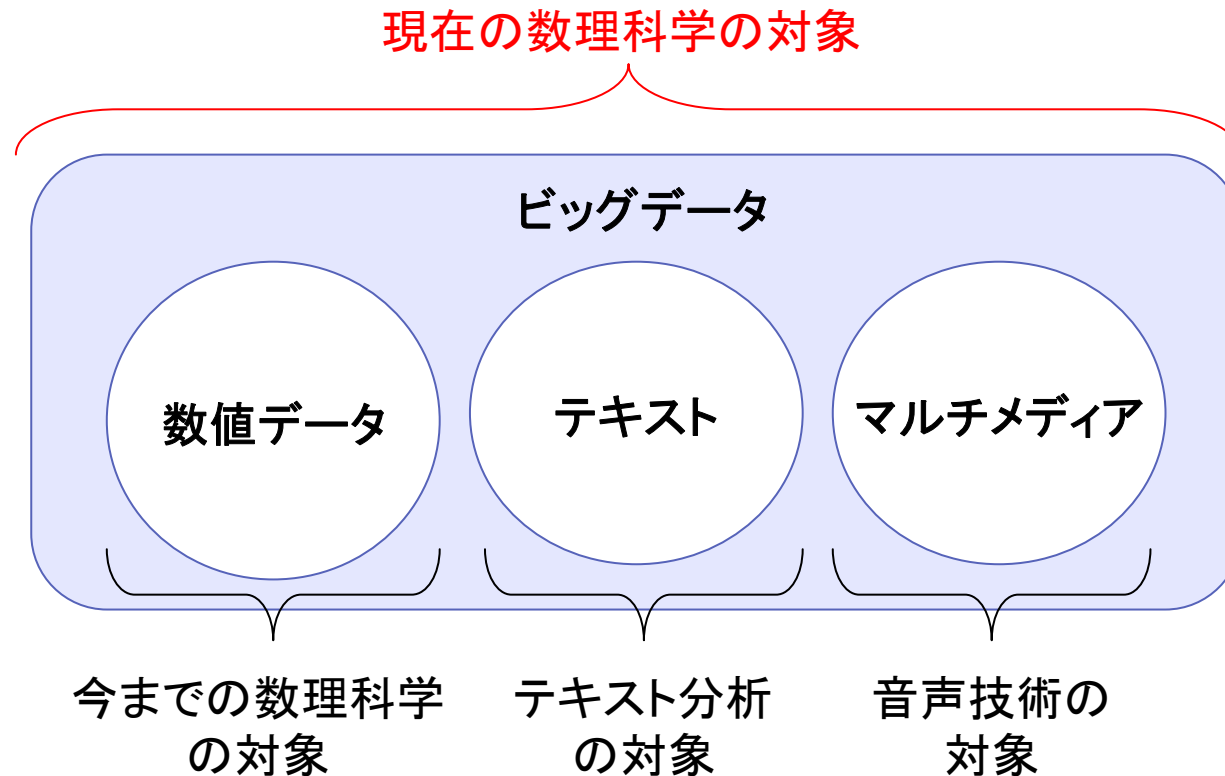 現在の数理科学の対象
ビッグデータ
数値データ
テキスト
マルチメディア
今までの数理科学
の対象
テキスト分析
の対象
音声技術の
対象